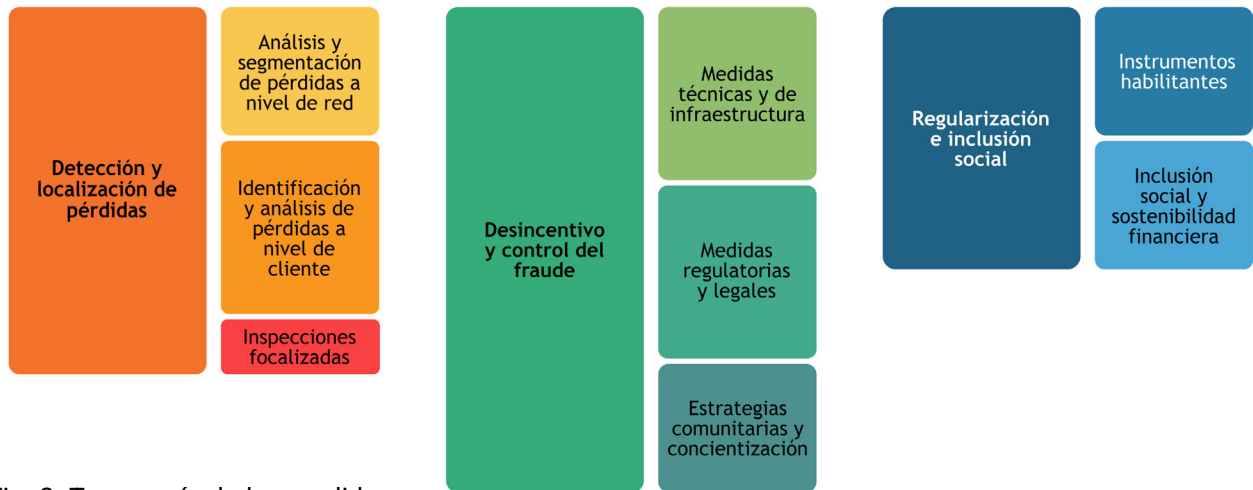 Detección y
localización de
pérdidas
Análisis y
segmentación
de pérdidas a
nivel de red
Identificación
y análisis de
pérdidas a
nivel de
cliente
Inspecciones
focalizadas
Desincentivo
y control del
fraude
Medidas
técnicas y de
infraestructura
Medidas
regulatorias
y legales
Estrategias
comunitarias y
concientización
Regularización
e inclusión
social
Instrumentos
habilitantes
Inclusión
social y
sostenibilidad
financiera